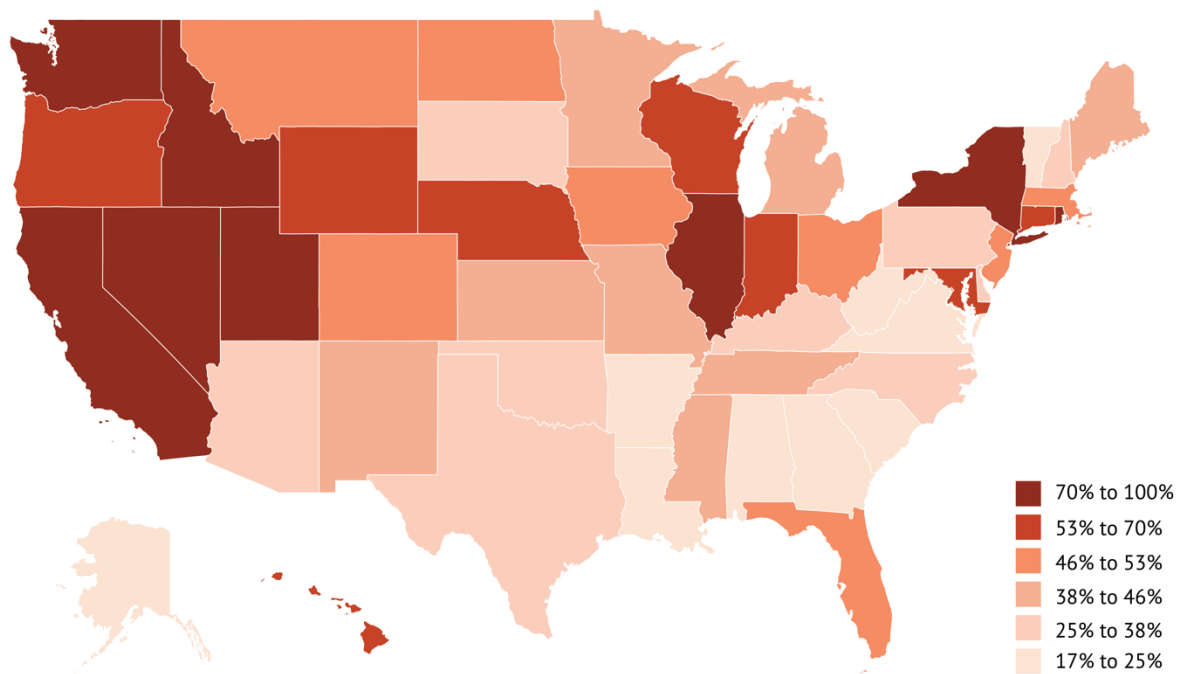 70% to 100%
53% to 70%
46% to 53%
38% to 46%
25% to 38%
17% to 25%